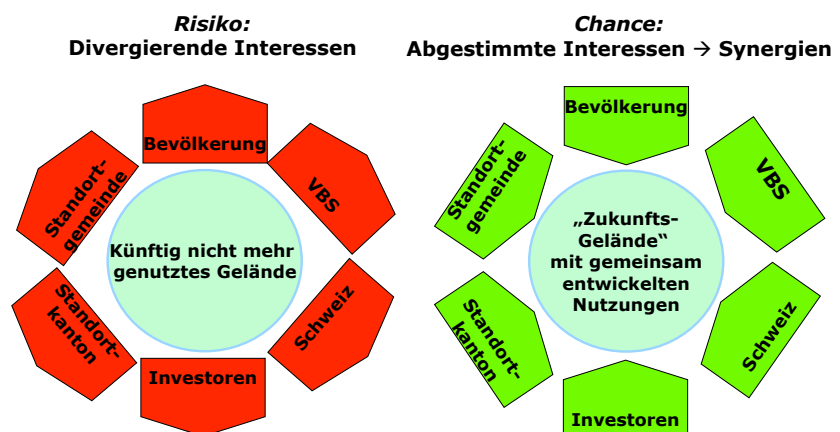 Risiko:
Divergierende Interessen
Bevölkerung
VBS
Schweiz
Investoren
Standort-
kanton
Standort-
gemeinde
Künftig nicht mehr
genutztes Gelände
Chance:
Abgestimmte Interessen → Synergien
Bevölkerung
VBS
Schweiz
Investoren
Standort-
kanton
Standort-
gemeinde
„Zukunfts-
Gelände“
mit gemeinsam
entwickelten
Nutzungen